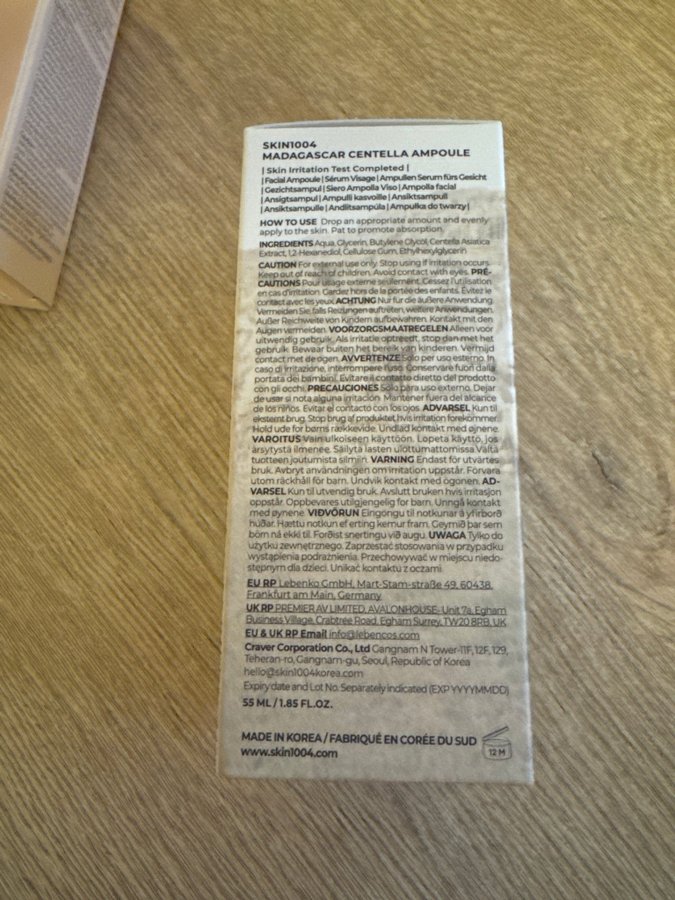 SKIN1004
MADAGASCAR CENTELLA AMPOULE
| Skin Irritation Test Completed |
| Facial Ampoule | Sérum Visage | Ampullen Serum fürs Gesicht
| Gezichtsampul | Siero Ampolla Viso | Ampolla facial
| Ansigtsampul | Ampulli kasvoille | Ansiktsampull
| Ansiktsampulle | Andlitsampúla | Ampułka do twarzy |
HOW TO USE Drop an appropriate amount and evenly
apply to the skin. Pat to promote absorption.
INGREDIENTS Aqua, Glycerin, Butylene Glycol, Centella Asiatica
Extract, 1,2-Hexanediol, Cellulose Gum, Ethylhexylglycerin
CAUTION For external use only. Stop using if irritation occurs.
Keep out of reach of children. Avoid contact with eyes. PRÉ-
CAUTIONS Pour usage externe seulement. Cessez l'utilisation
en cas d'irritation. Gardez hors de la portée des enfants. Évitez le
contact avec les yeux. ACHTUNG Nur für die äußere Anwendung.
Vermeiden Sie, falls Reizungen auftreten, weitere Anwendungen.
Außer Reichweite von Kindern aufbewahren. Kontakt mit den
Augen vermeiden. VOORZORGSMAATREGELEN Alleen voor
uitwendig gebruik. Als irritatie optreedt, stop dan met het
gebruik. Bewaar buiten het bereik van kinderen. Vermijd
contact met de ogen. AVVERTENZE Solo per uso esterno. In
caso di irritazione, interrompere l'uso. Conservare fuori dalla
portata dei bambini. Evitare il contatto diretto del prodotto
con gli occhi. PRECAUCIONES Sólo para uso externo. Dejar
de usar si nota alguna irritación. Mantener fuera del alcance
de los niños. Evitar el contacto con los ojos. ADVARSEL Kun til
eksternt brug. Stop brug af produktet, hvis irritation forekommer.
Hold ude for børns rækkevidde. Undlad kontakt med øjnene.
VAROITUS Vain ulkoiseen käyttöön. Lopeta käyttö, jos
ärsytystä ilmenee. Säilytä lasten ulottumattomissa. Vältä
tuotteen joutumista silmiin. VARNING Endast för utvärtes
bruk. Avbryt användningen om irritation uppstår. Förvara
utom räckhåll för barn. Undvik kontakt med ögonen. AD-
VARSEL Kun til utvendig bruk. Avslutt bruken hvis irritasjon
oppstår. Oppbevares utilgjengelig for barn. Unngå kontakt
med øynene. VIÐVÖRUN Eingöngu til notkunar á yfirborð
húðar. Hættu notkun ef erting kemur fram. Geymið þar sem
börn ná ekki til. Forðist snertingu við augu. UWAGA Tylko do
użytku zewnętrznego. Zaprzestać stosowania w przypadku
wystąpienia podrażnienia. Przechowywać w miejscu niedo-
stępnym dla dzieci. Unikać kontaktu z oczami.
EU RP Lebenko GmbH, Mart-Stam-straße 49, 60438,
Frankfurt am Main, Germany
UK RP PREMIER AV LIMITED, AVALONHOUSE- Unit 7a, Egham
Business Village, Crabtree Road, Egham Surrey, TW20 8RB, UK
EU & UK RP Email info@lebencos.com
Craver Corporation Co., Ltd Gangnam N Tower-11F, 12F, 129,
Teheran-ro, Gangnam-gu, Seoul, Republic of Korea
hello@skin1004korea.com
Expiry date and Lot No. Separately indicated (EXP YYYYMMDD)
55 ML / 1.85 FL.OZ.
MADE IN KOREA / FABRIQUÉ EN CORÉE DU SUD
www.skin1004.com
12 M